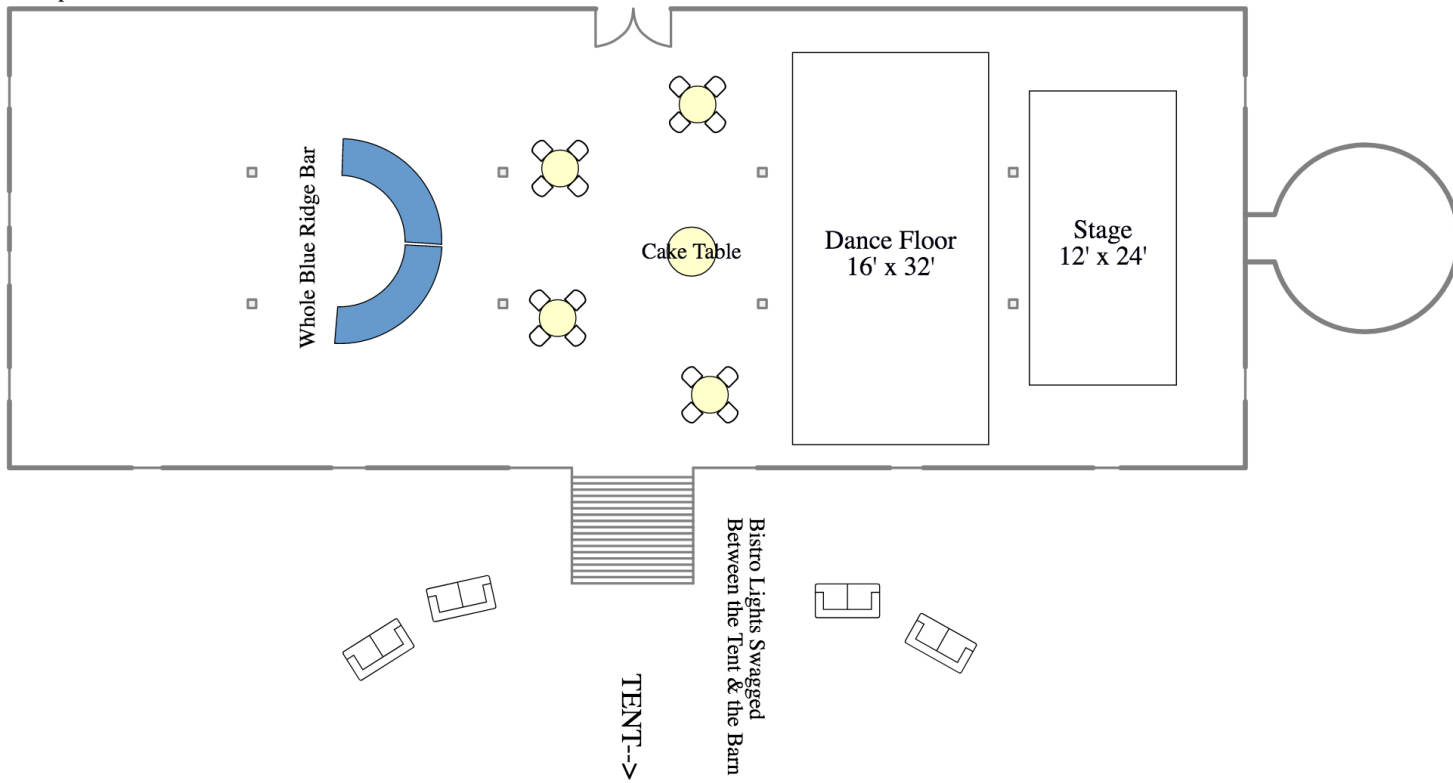 Whole Blue Ridge Bar
Cake Table
Dance Floor
16' x 32'
Stage
12' x 24'
Bistro Lights Swagged
Between the Tent & the Barn
TENT-->